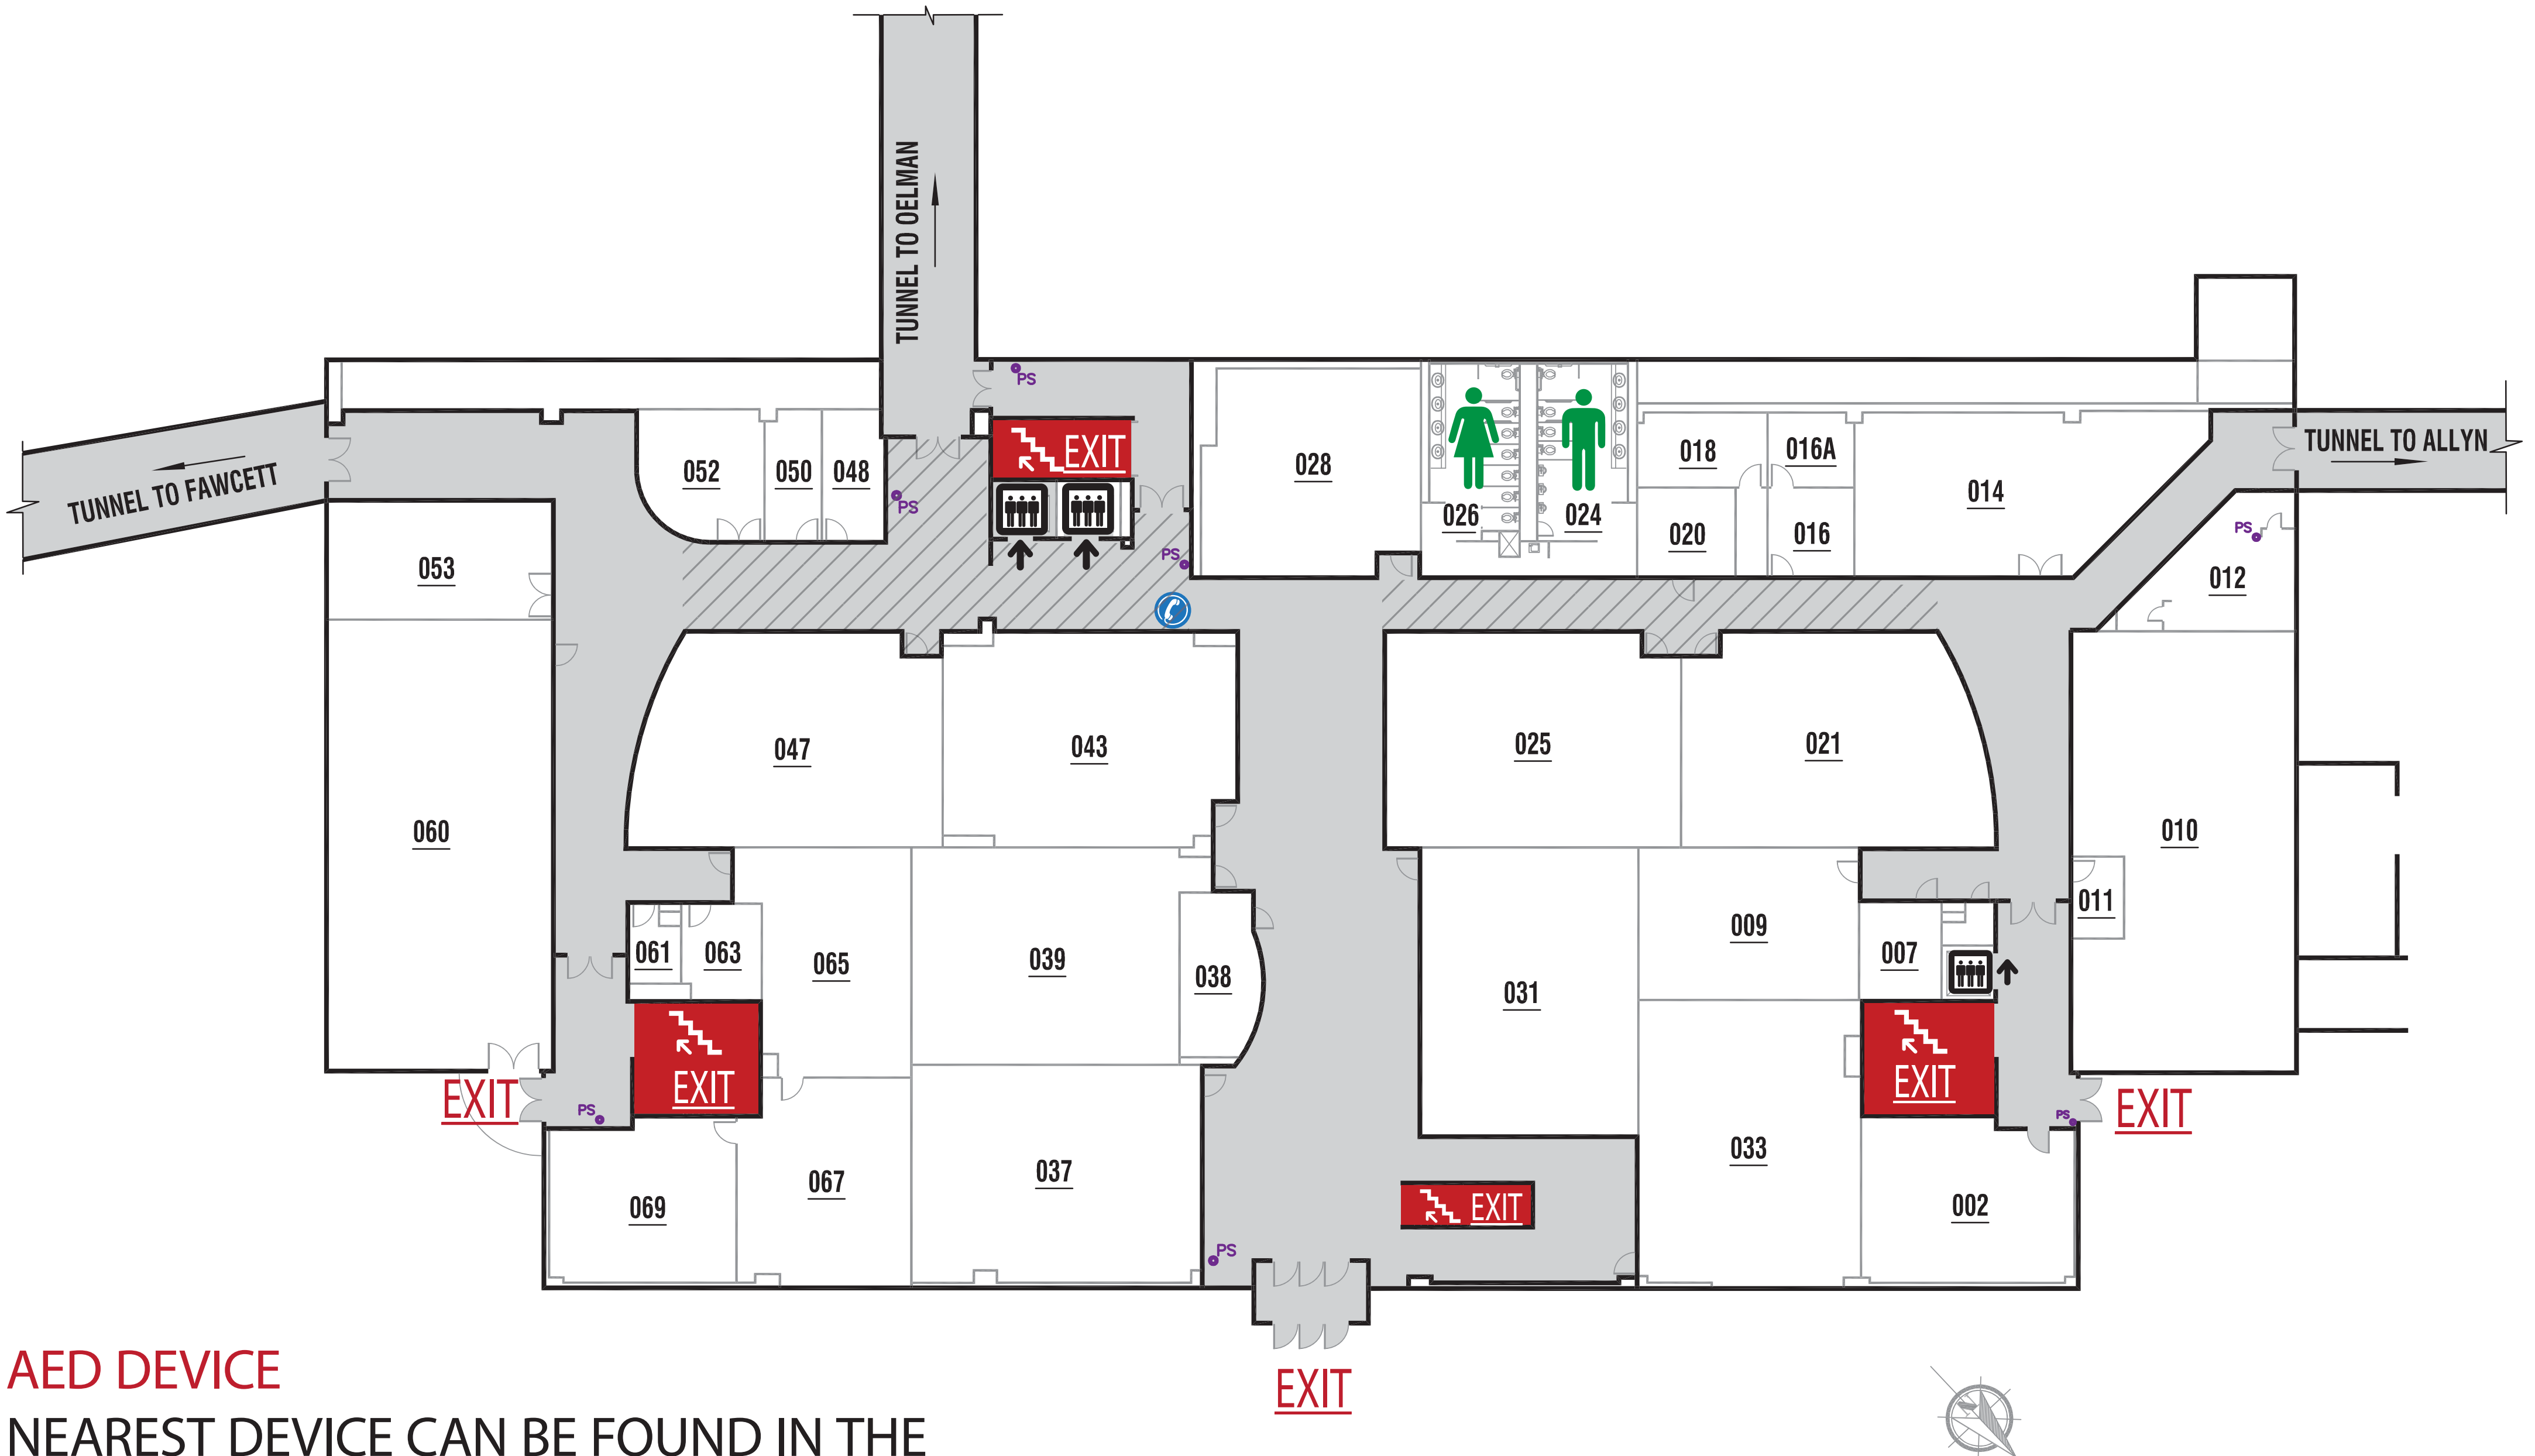 TUNNEL TO OELMAN
PS
EXIT
TUNNEL TO ALLYN
TUNNEL TO FAWCETT
052
050
048
PS
028
026
024
018
016A
014
020
016
PS
PS
012
053
047
043
025
021
060
010
011
061
063
065
039
038
031
009
007
EXIT
EXIT
EXIT
PS
PS
EXIT
069
067
037
033
002
EXIT
PS
EXIT
AED DEVICE
NEAREST DEVICE CAN BE FOUND IN THE